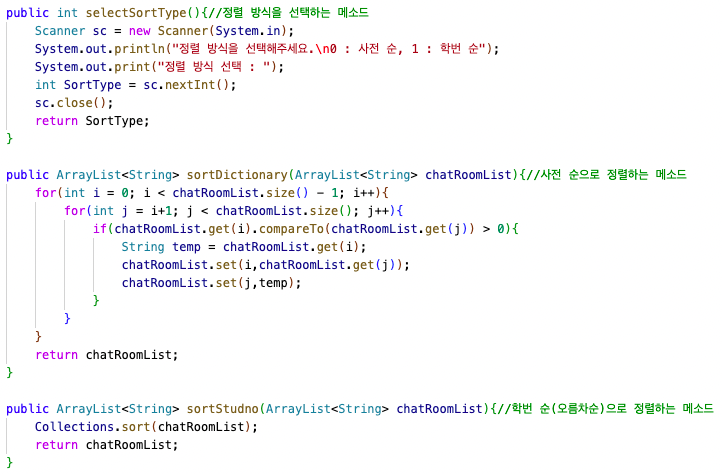 public int selectSortType(){//정렬 방식을 선택하는 메소드
    Scanner sc = new Scanner(System.in);
    System.out.println("정렬 방식을 선택해주세요.\n0 : 사전 순, 1 : 학번 순");
    System.out.print("정렬 방식 선택 : ");
    int SortType = sc.nextInt();
    sc.close();
    return SortType;
}

public ArrayList<String> sortDictionary(ArrayList<String> chatRoomList){//사전 순으로 정렬하는 메소드
    for(int i = 0; i < chatRoomList.size() - 1; i++){
        for(int j = i+1; j < chatRoomList.size(); j++){
            if(chatRoomList.get(i).compareTo(chatRoomList.get(j)) > 0){
                String temp = chatRoomList.get(i);
                chatRoomList.set(i,chatRoomList.get(j));
                chatRoomList.set(j,temp);
            }
        }
    }
    return chatRoomList;
}

public ArrayList<String> sortStudno(ArrayList<String> chatRoomList){//학번 순(오름차순)으로 정렬하는 메소드
    Collections.sort(chatRoomList);
    return chatRoomList;
}